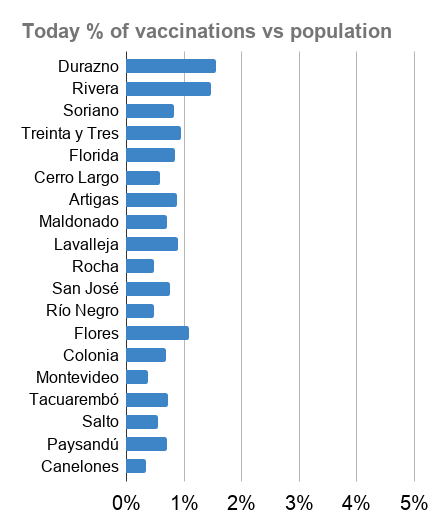 Today % of vaccinations vs population
Durazno
Rivera
Soriano
Treinta y Tres
Florida
Cerro Largo
Artigas
Maldonado
Lavalleja
Rocha
San José
Río Negro
Flores
Colonia
Montevideo
Tacuarembó
Salto
Paysandú
Canelones
0% 1% 2% 3% 4% 5%